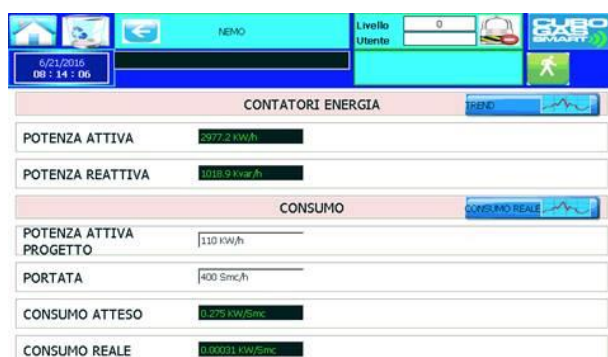 NEMO
Livello 0
Utente
CUBO
GAS
SMART
6/21/2016
08 : 14 : 06
CONTATORI ENERGIA
TREND
POTENZA ATTIVA
2977.2 KW/h
POTENZA REATTIVA
1018.9 Kvar/h
CONSUMO
CONSUMO REALE
POTENZA ATTIVA
PROGETTO
110 KW/h
PORTATA
400 Smc/h
CONSUMO ATTESO
0.275 KW/Smc
CONSUMO REALE
0.00031 KW/Smc